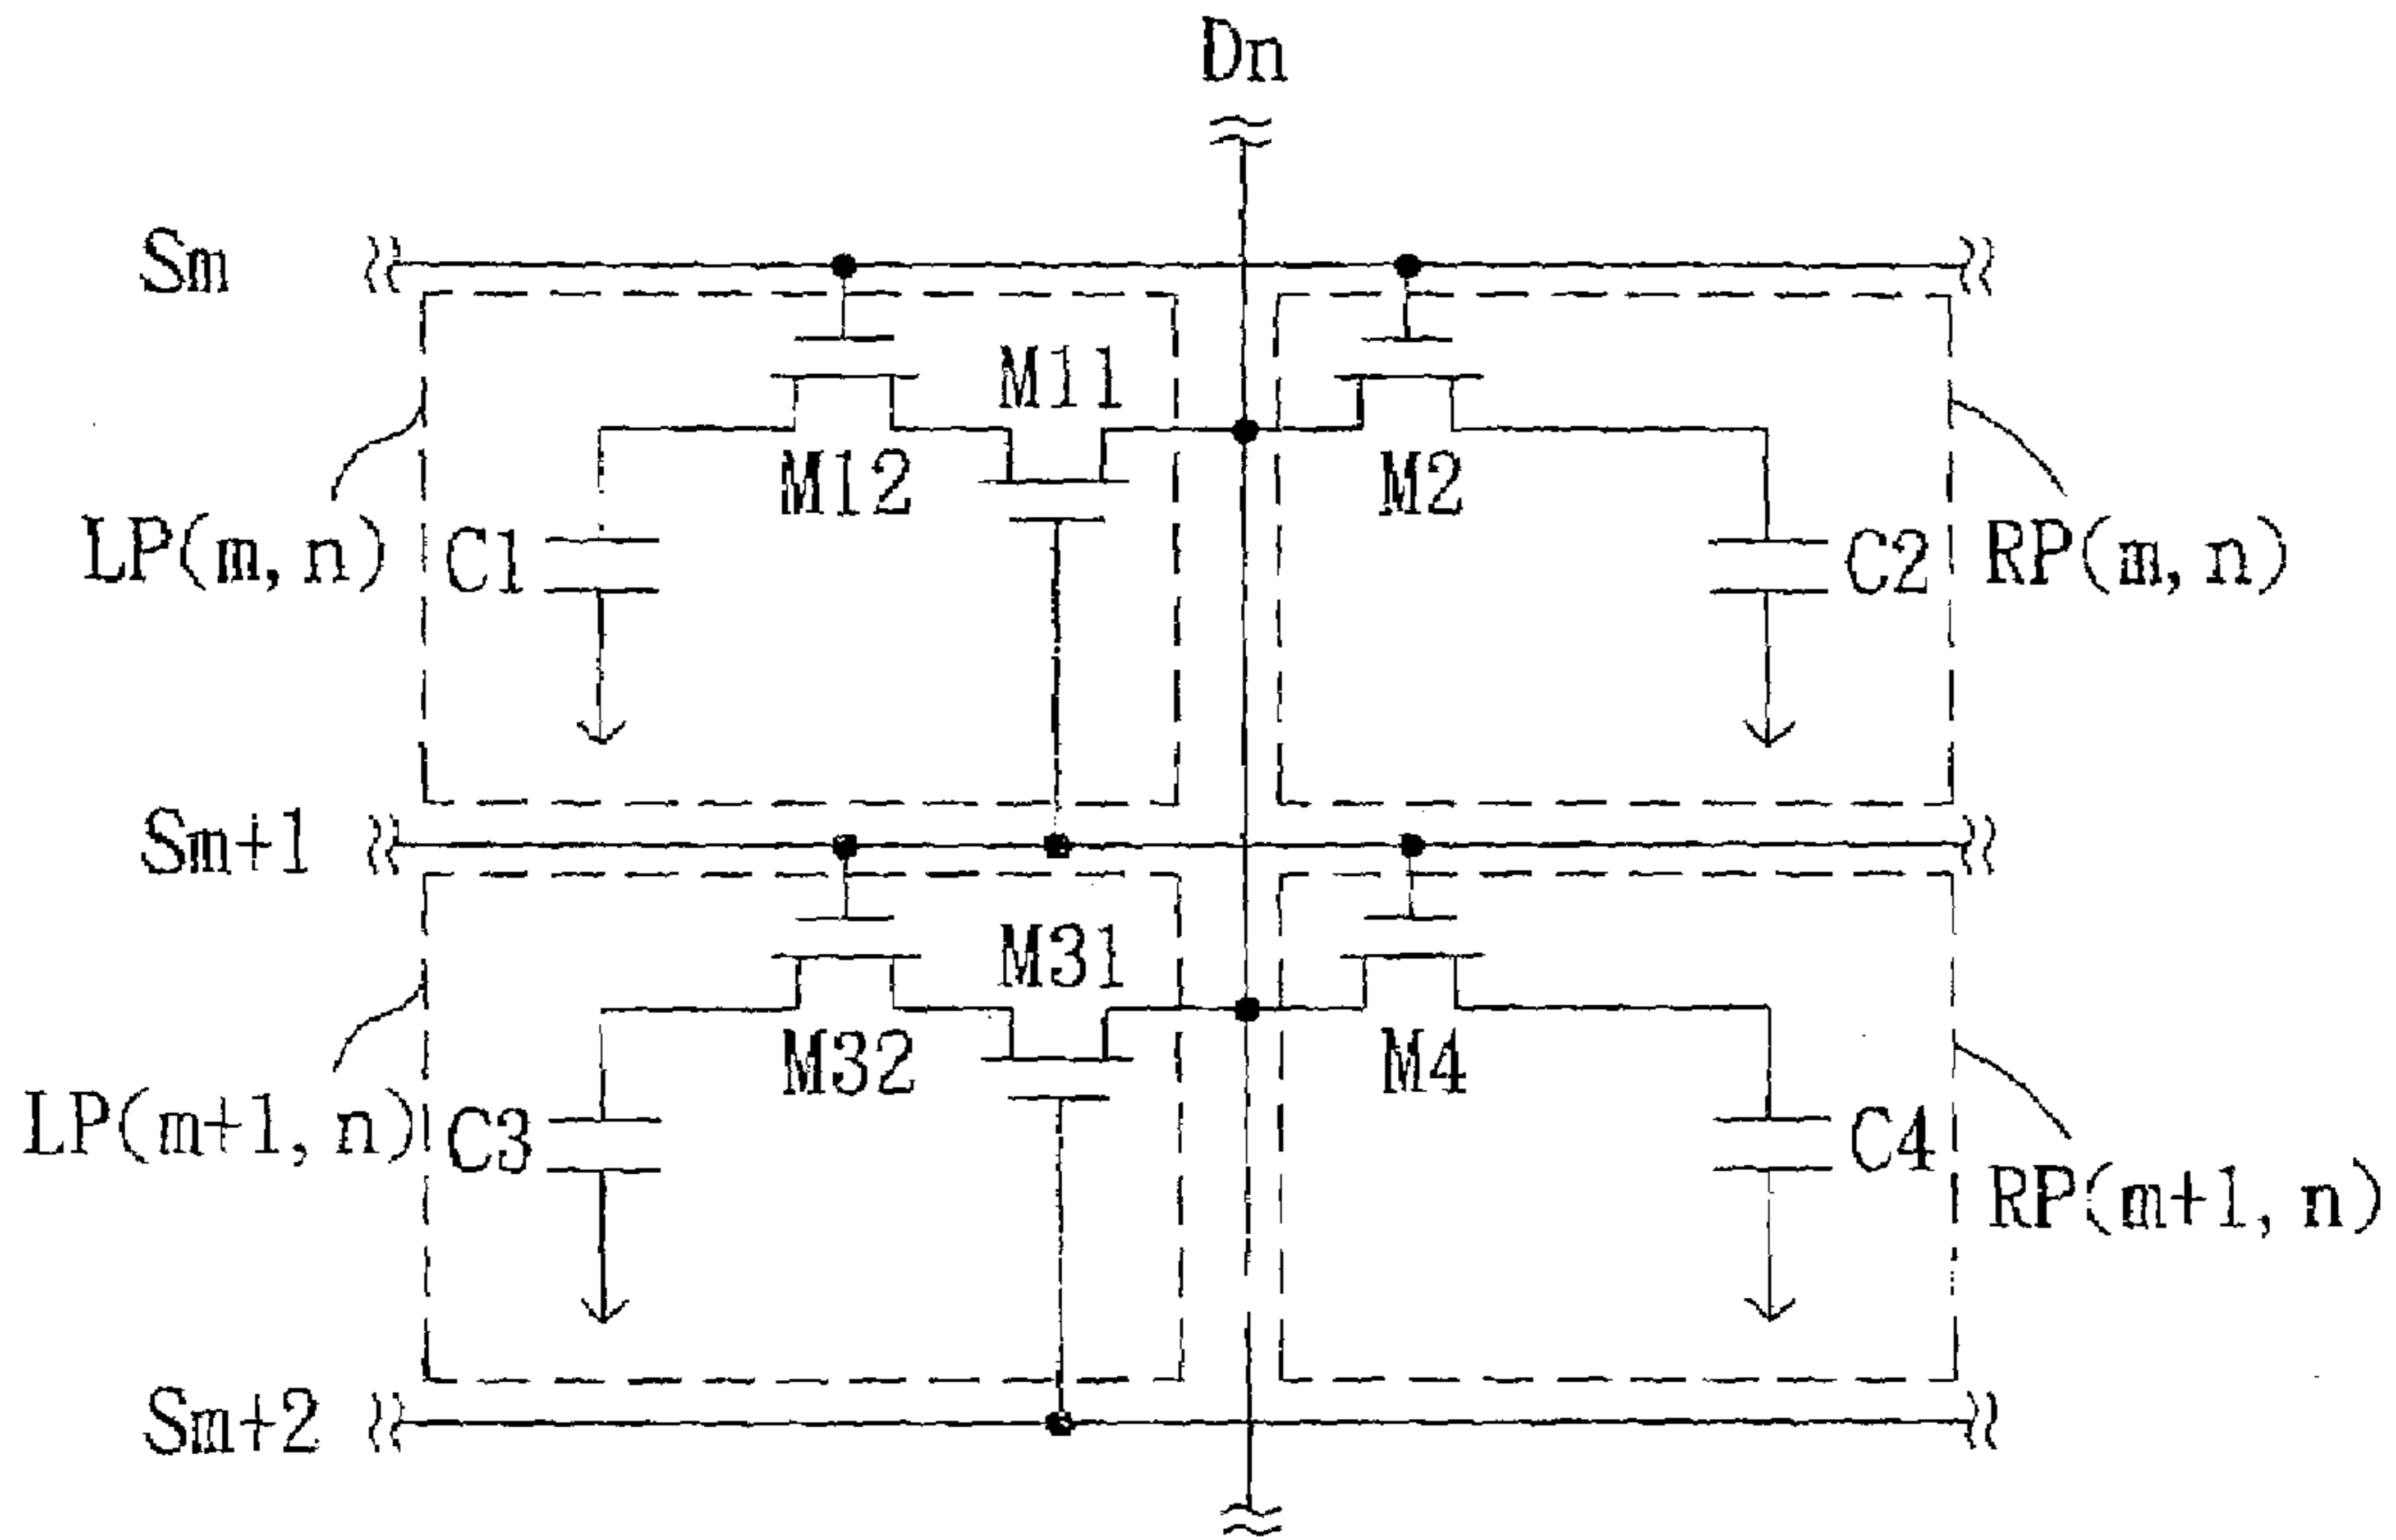 Dn
Sm
M11
M12
M2
LP(m,n)
C1
C2
RP(m,n)
Sm+1
M31
M32
M4
LP(m+1,n)
C3
C4
RP(m+1,n)
Sm+2